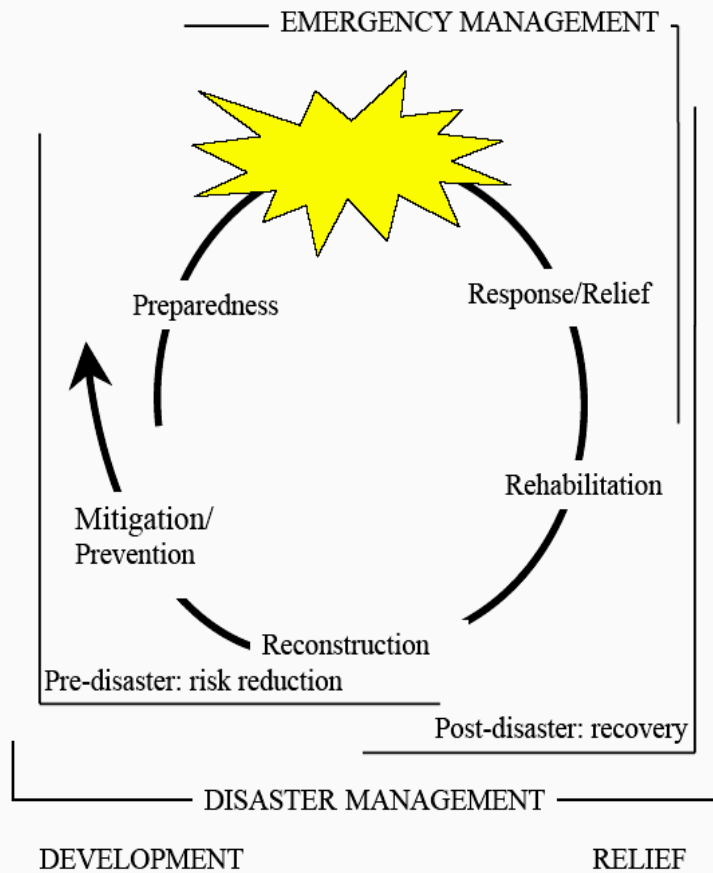 EMERGENCY MANAGEMENT
Preparedness
Response/Relief
Rehabilitation
Mitigation/
Prevention
Reconstruction
Pre-disaster: risk reduction
Post-disaster: recovery
DISASTER MANAGEMENT
DEVELOPMENT
RELIEF